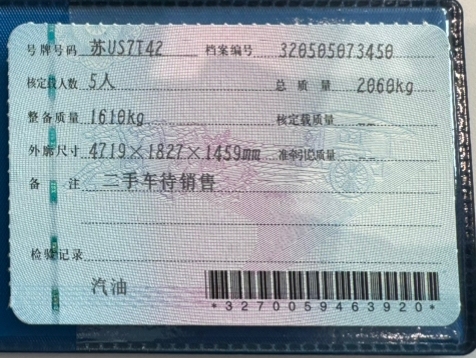 号牌号码 苏US7T42 档案编号 320505073450
核定载人数 5人 总质量 2060kg
整备质量 1610kg 核定载质量 --
外廓尺寸 4719×1827×1459mm 准牵引总质量 --
备注 二手车待销售
检验记录
汽油
*3270059463920*